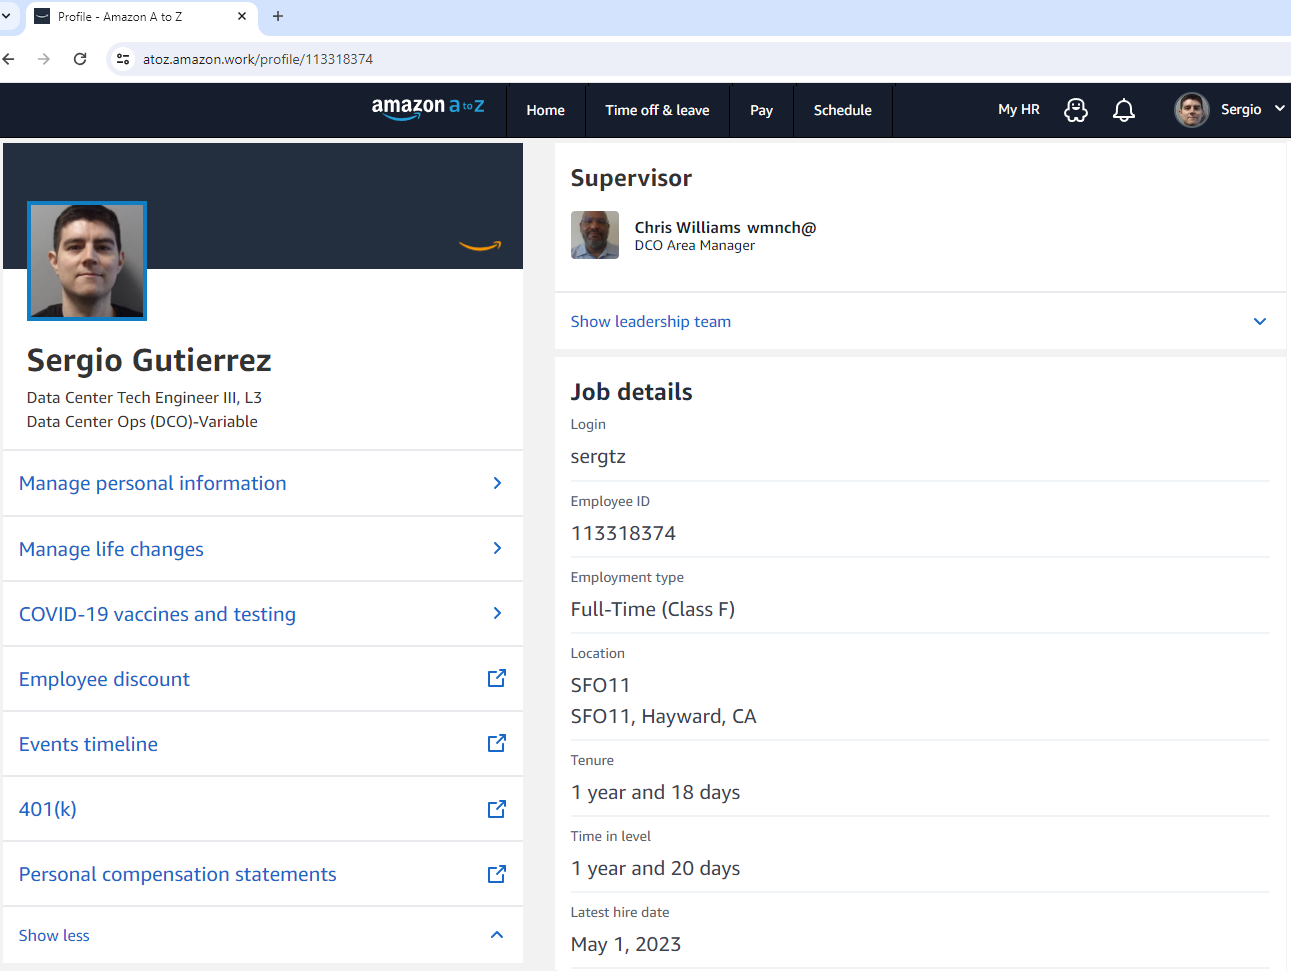 Profile - Amazon A to Z
atoz.amazon.work/profile/113318374
amazon a to z
Home
Time off & leave
Pay
Schedule
My HR
Sergio
Sergio Gutierrez
Data Center Tech Engineer III, L3
Data Center Ops (DCO)-Variable
Manage personal information
Manage life changes
COVID-19 vaccines and testing
Employee discount
Events timeline
401(k)
Personal compensation statements
Show less
Supervisor
Chris Williams wmnch@
DCO Area Manager
Show leadership team
Job details
Login
sergtz
Employee ID
113318374
Employment type
Full-Time (Class F)
Location
SFO11
SFO11, Hayward, CA
Tenure
1 year and 18 days
Time in level
1 year and 20 days
Latest hire date
May 1, 2023